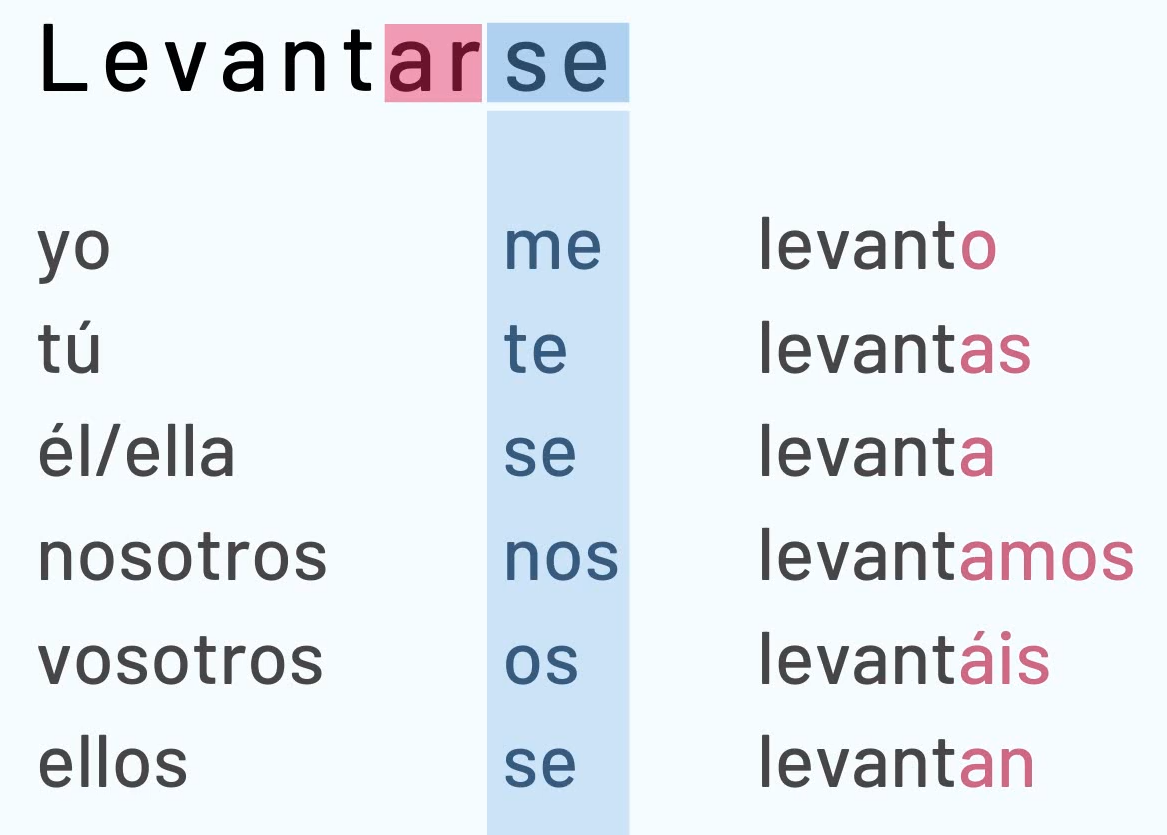 Levantarse
yo me levanto
tú te levantas
él/ella se levanta
nosotros nos levantamos
vosotros os levantáis
ellos se levantan